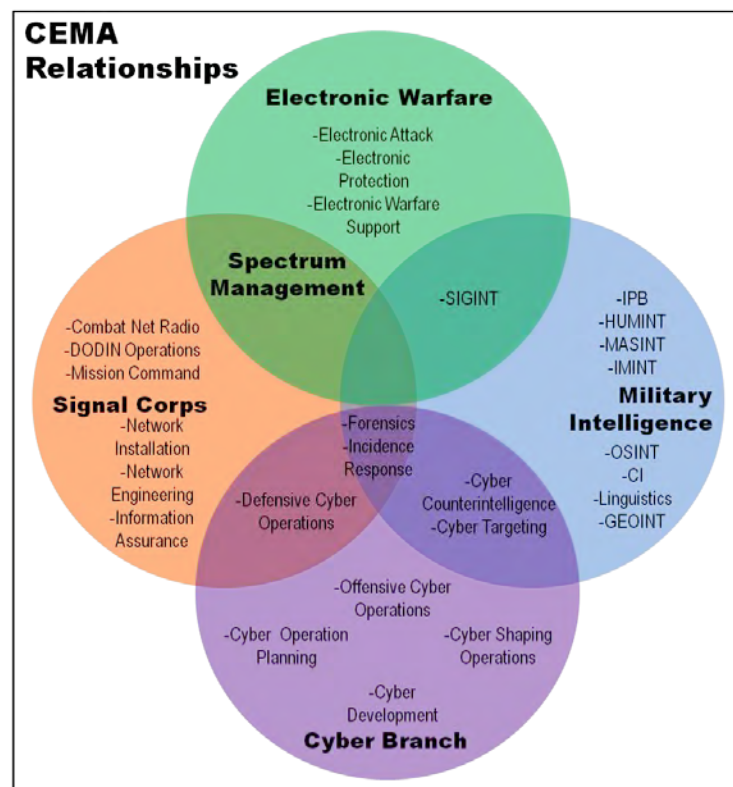 CEMA
Relationships
Electronic Warfare
-Electronic Attack
-Electronic
Protection
-Electronic Warfare
Support
Spectrum
Management
-SIGINT
-Combat Net Radio
-DODIN Operations
-Mission Command
Signal Corps
-Network
Installation
-Network
Engineering
-Information
Assurance
-IPB
-HUMINT
-MASINT
-IMINT
Military
Intelligence
-OSINT
-CI
-Linguistics
-GEOINT
-Forensics
-Incidence
Response
-Defensive Cyber
Operations
-Cyber
Counterintelligence
-Cyber Targeting
-Offensive Cyber
Operations
-Cyber Operation
Planning
-Cyber Shaping
Operations
-Cyber
Development
Cyber Branch